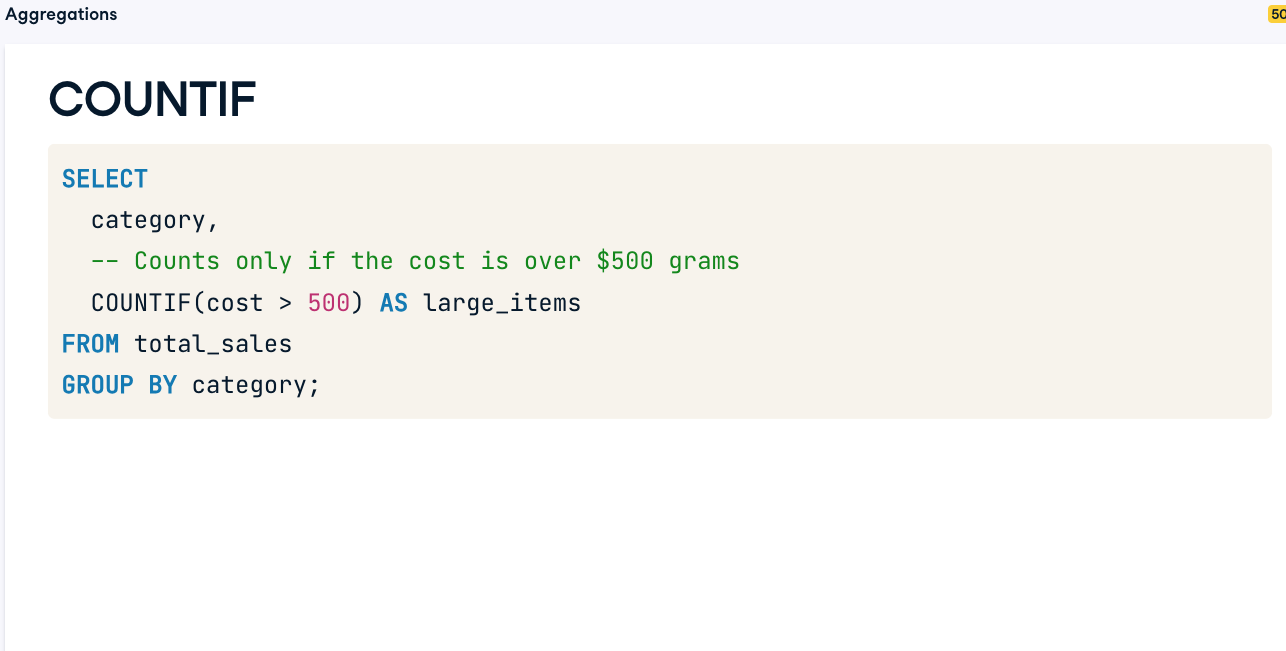 Aggregations
50
COUNTIF
SELECT
category,
-- Counts only if the cost is over $500 grams
COUNTIF(cost > 500) AS large_items
FROM total_sales
GROUP BY category;